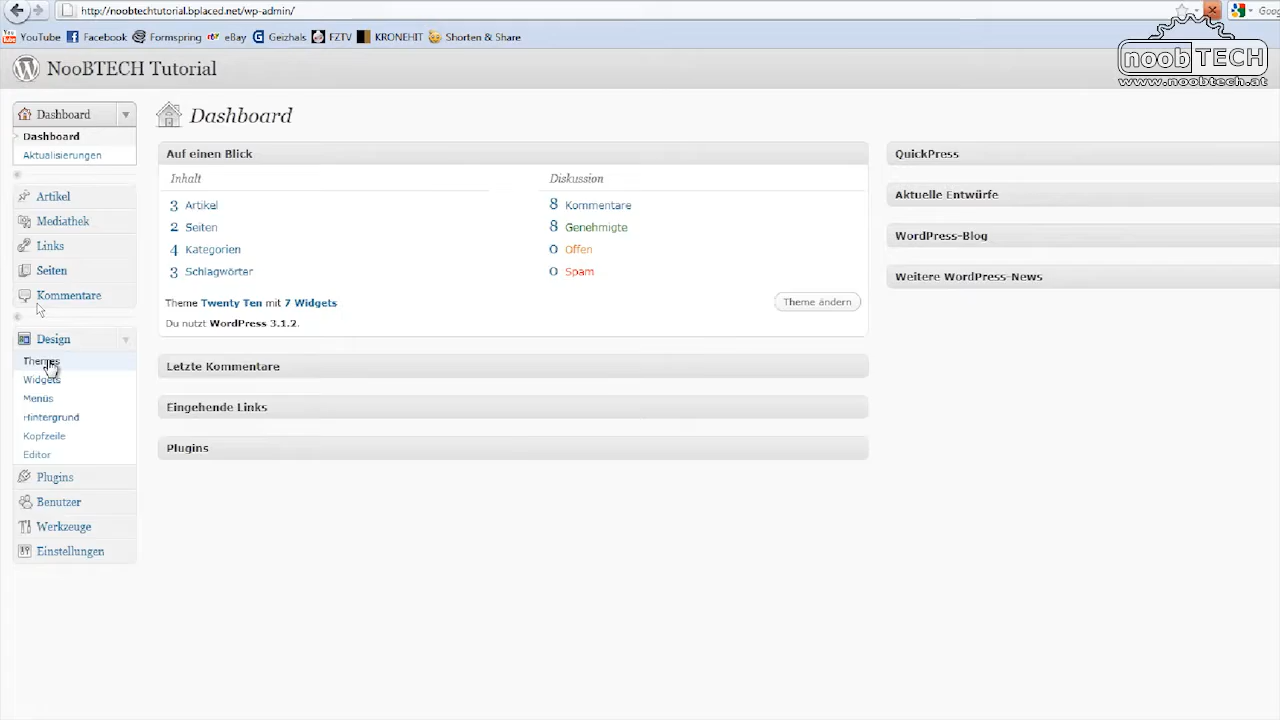 http://noobtechtutorial.bplaced.net/wp-admin/
YouTube Facebook Formspring eBay Geizhals FZTV KRONEHIT Shorten & Share
NooBTECH Tutorial
noobTECH
www.noobtech.at
Dashboard
Dashboard
Aktualisierungen
Artikel
Mediathek
Links
Seiten
Kommentare
Design
Themes
Widgets
Menüs
Hintergrund
Kopfzeile
Editor
Plugins
Benutzer
Werkzeuge
Einstellungen
Dashboard
Auf einen Blick
Inhalt Diskussion
3 Artikel 8 Kommentare
2 Seiten 8 Genehmigte
4 Kategorien 0 Offen
3 Schlagwörter 0 Spam
Theme Twenty Ten mit 7 Widgets Theme ändern
Du nutzt WordPress 3.1.2.
Letzte Kommentare
Eingehende Links
Plugins
QuickPress
Aktuelle Entwürfe
WordPress-Blog
Weitere WordPress-News